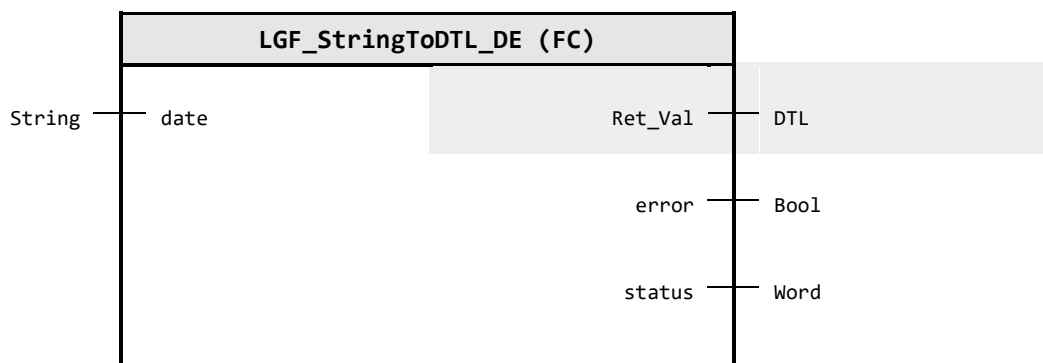 LGF_StringToDTL_DE (FC)
String date Ret_Val DTL
error Bool
status Word